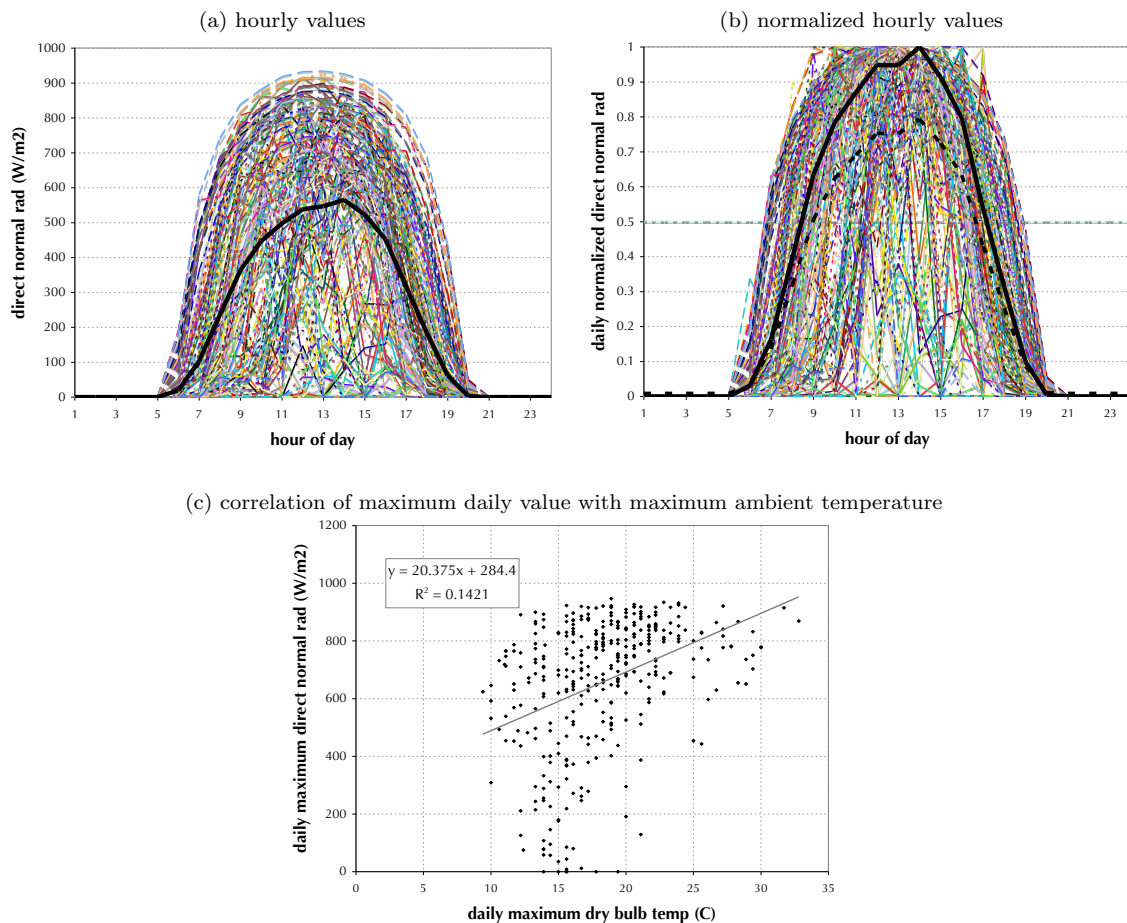 (a) hourly values
1000
900
800
700
600
500
400
300
200
100
0
direct normal rad (W/m2)
1 3 5 7 9 11 13 15 17 19 21 23
hour of day
(b) normalized hourly values
1
0.9
0.8
0.7
0.6
0.5
0.4
0.3
0.2
0.1
0
daily normalized direct normal rad
1 3 5 7 9 11 13 15 17 19 21 23
hour of day
(c) correlation of maximum daily value with maximum ambient temperature
1200
1000
800
600
400
200
0
daily maximum direct normal rad (W/m2)
y = 20.375x + 284.4
R² = 0.1421
0 5 10 15 20 25 30 35
daily maximum dry bulb temp (C)